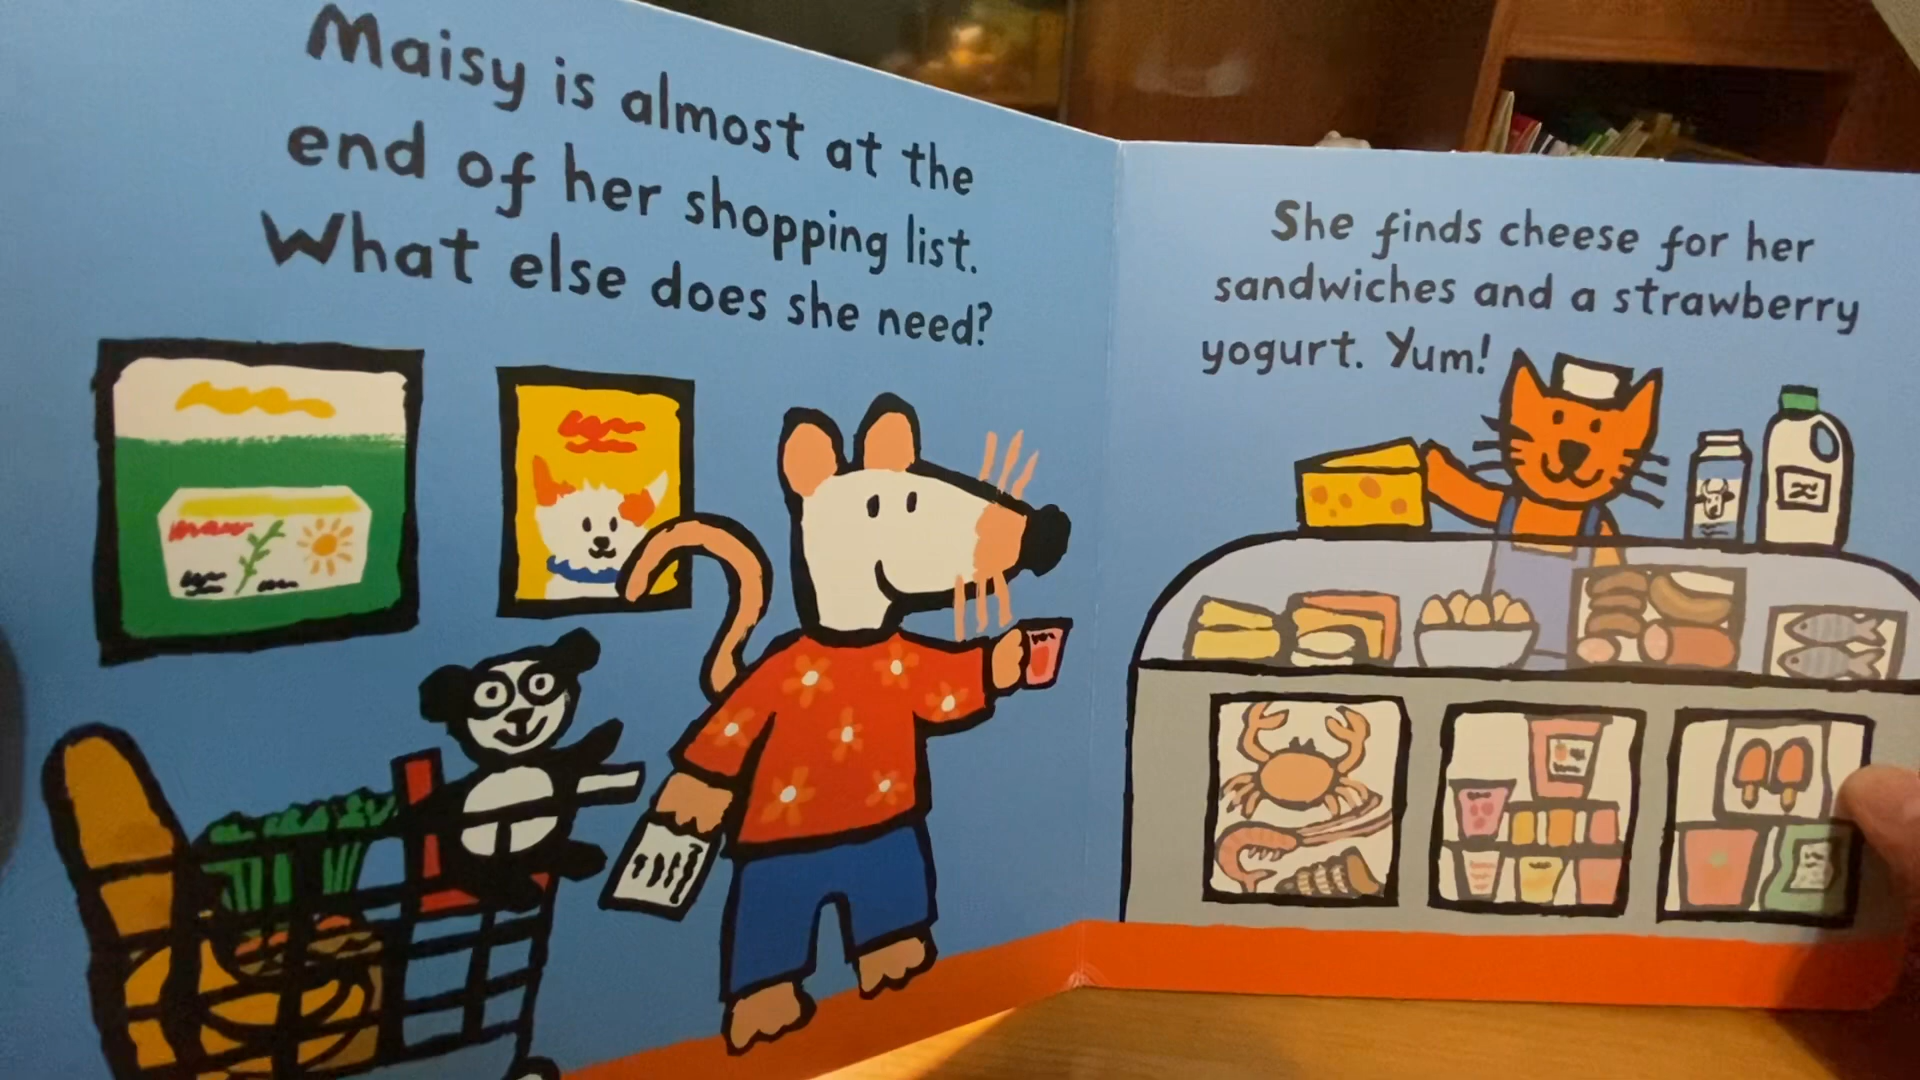 Maisy is almost at the
end of her shopping list.
What else does she need?
She finds cheese for her
sandwiches and a strawberry
yogurt. Yum!